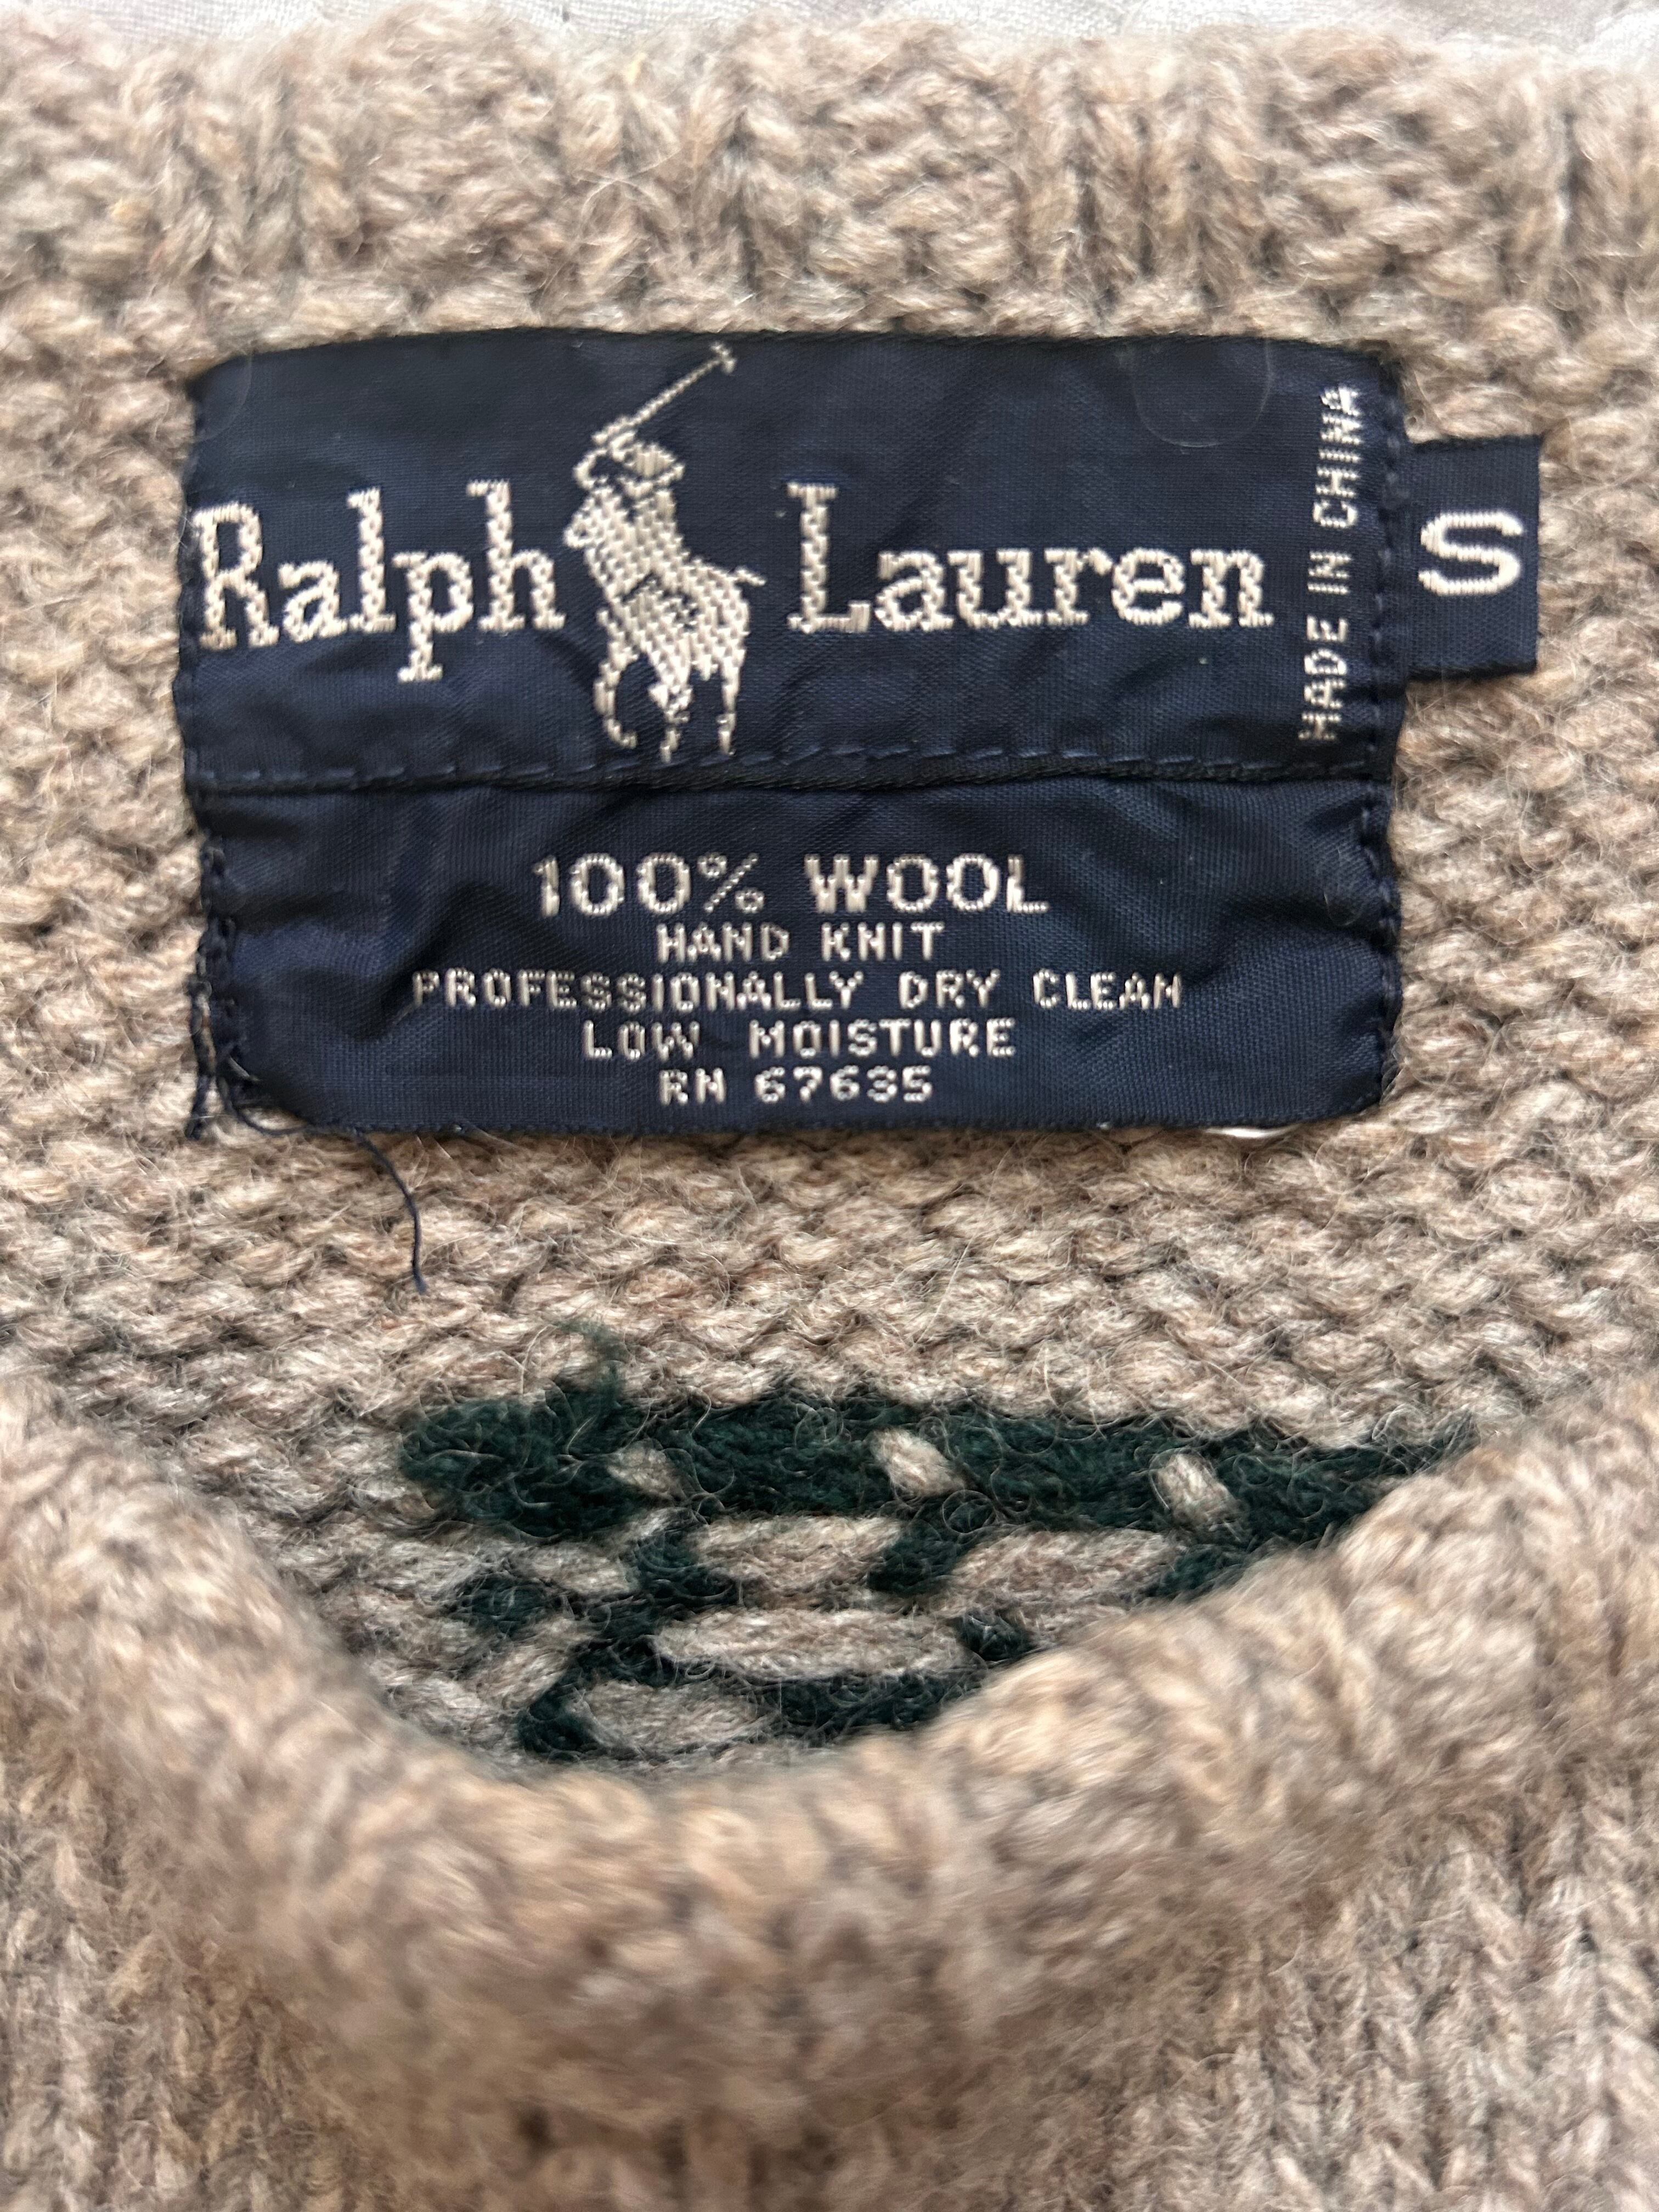 Ralph Lauren
MADE IN CHINA
S
100% WOOL
HAND KNIT
PROFESSIONALLY DRY CLEAN
LOW MOISTURE
RN 67635